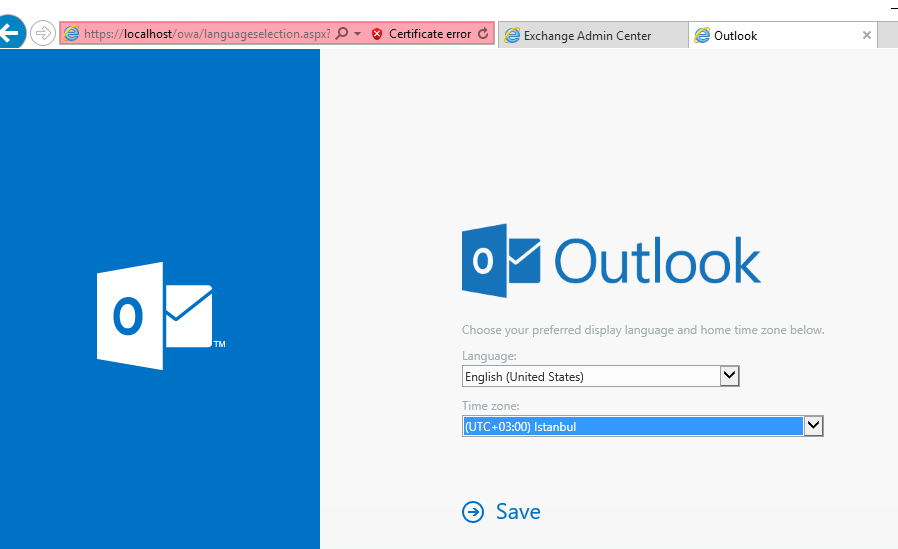 https://localhost/owa/languageselection.aspx? Certificate error Exchange Admin Center Outlook
O
TM
O Outlook
Choose your preferred display language and home time zone below.
Language:
English (United States)
Time zone:
(UTC+03:00) Istanbul
Save